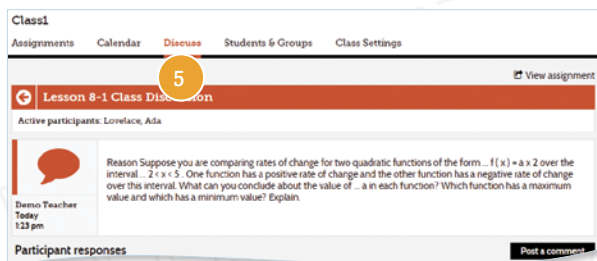 Class1
Assignments Calendar Discuss Students & Groups Class Settings
5
View assignment
Lesson 8-1 Class Discussion
Active participants: Lovelace, Ada
Reason Suppose you are comparing rates of change for two quadratic functions of the form ... f ( x ) = a x 2 over the
interval ... 2 < x < 5 . One function has a positive rate of change and the other function has a negative rate of change
over this interval. What can you conclude about the value of ... a in each function? Which function has a maximum
value and which has a minimum value? Explain.
Demo Teacher
Today
1:23 pm
Participant responses
Post a comment